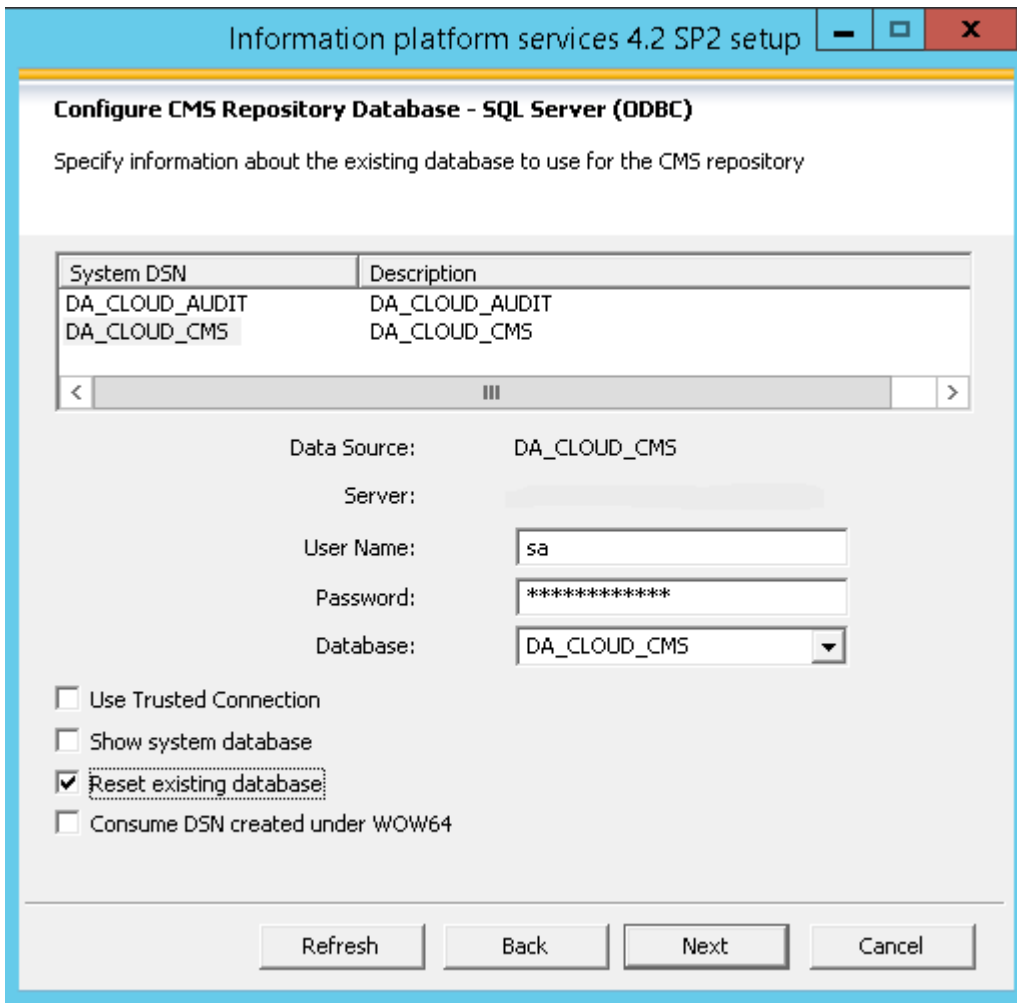 Information platform services 4.2 SP2 setup
Configure CMS Repository Database - SQL Server (ODBC)
Specify information about the existing database to use for the CMS repository
System DSN Description
DA_CLOUD_AUDIT DA_CLOUD_AUDIT
DA_CLOUD_CMS DA_CLOUD_CMS
Data Source: DA_CLOUD_CMS
Server:
User Name: sa
Password: ************
Database: DA_CLOUD_CMS
Use Trusted Connection
Show system database
Reset existing database
Consume DSN created under WOW64
Refresh Back Next Cancel